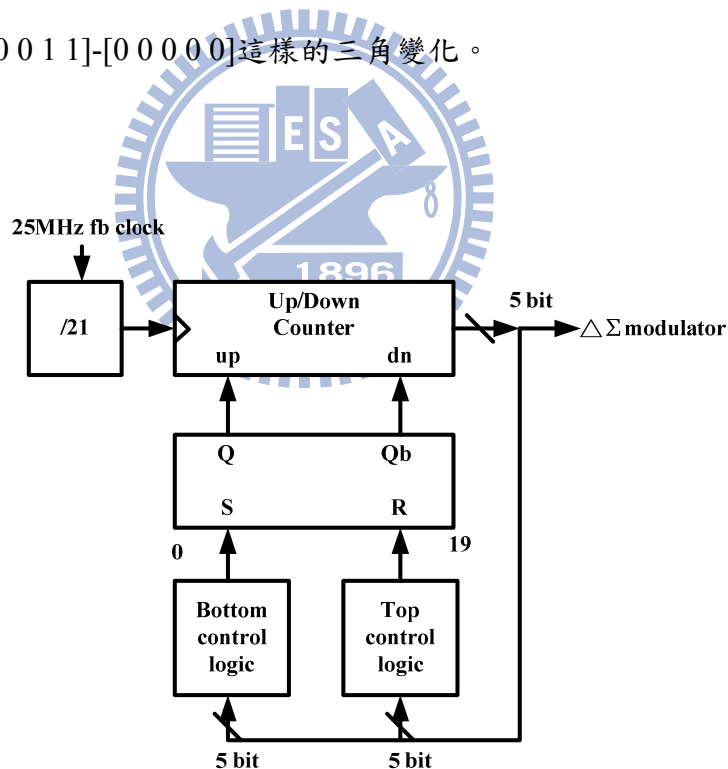 0 0 1 1]-[0 0 0 0 0]這樣的三角變化。
E S A
25MHz fb clock
1896
/21
Up/Down
Counter
up dn
5 bit
△Σ modulator
Q Qb
S R
0 19
Bottom
control
logic
Top
control
logic
5 bit 5 bit